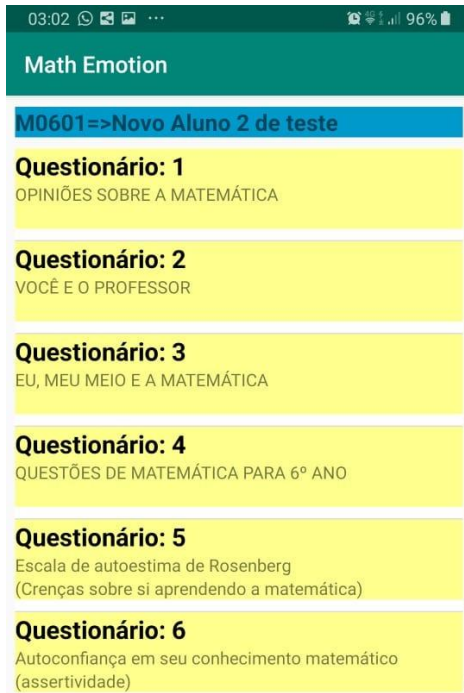 03:02 ··· 4G 96%
Math Emotion
M0601=>Novo Aluno 2 de teste
Questionário: 1
OPINIÕES SOBRE A MATEMÁTICA
Questionário: 2
VOCÊ E O PROFESSOR
Questionário: 3
EU, MEU MEIO E A MATEMÁTICA
Questionário: 4
QUESTÕES DE MATEMÁTICA PARA 6º ANO
Questionário: 5
Escala de autoestima de Rosenberg
(Crenças sobre si aprendendo a matemática)
Questionário: 6
Autoconfiança em seu conhecimento matemático
(assertividade)